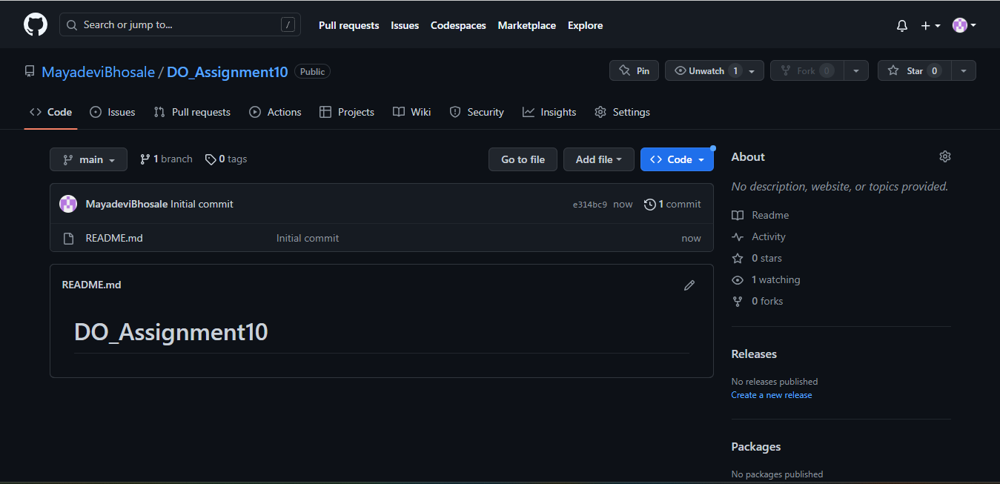 Search or jump to... /
Pull requests Issues Codespaces Marketplace Explore
MayadeviBhosale / DO_Assignment10 Public
Pin Unwatch 1 Fork 0 Star 0
Code Issues Pull requests Actions Projects Wiki Security Insights Settings
main 1 branch 0 tags Go to file Add file Code
MayadeviBhosale Initial commit e314bc9 now 1 commit
README.md Initial commit now
README.md
DO_Assignment10
About
No description, website, or topics provided.
Readme
Activity
0 stars
1 watching
0 forks
Releases
No releases published
Create a new release
Packages
No packages published